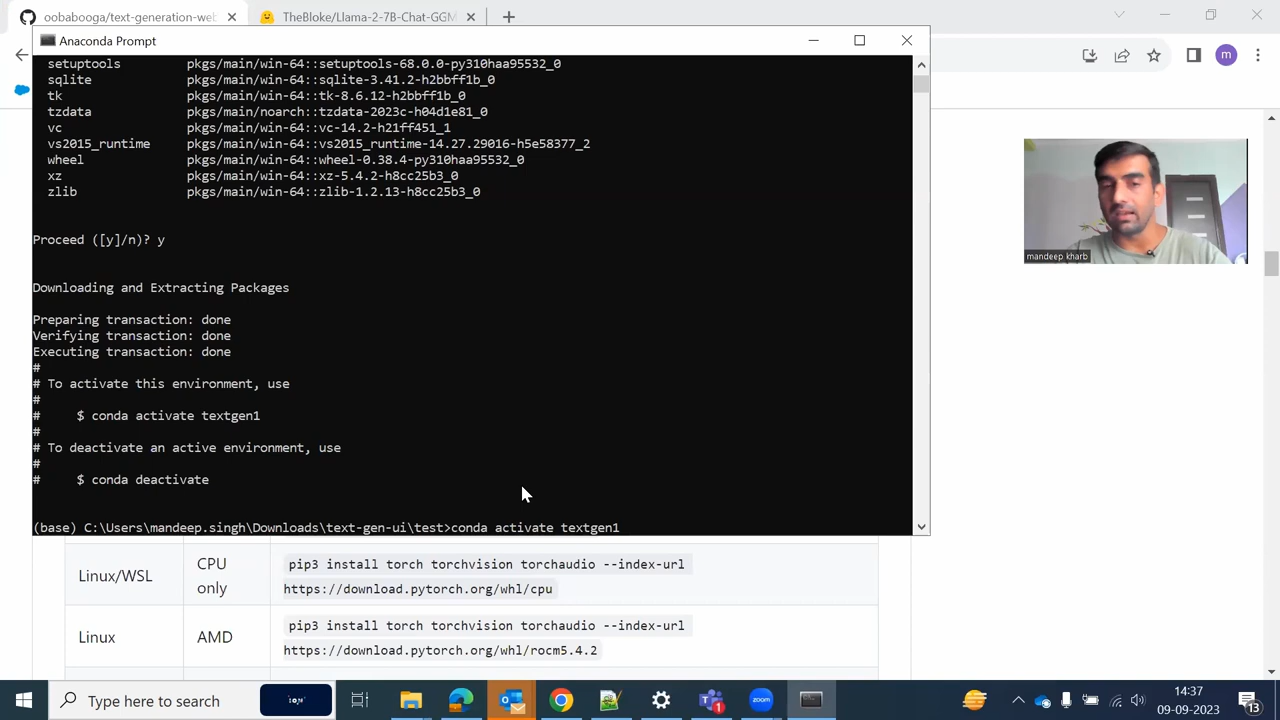 oobabooga/text-generation-web
TheBloke/Llama-2-7B-Chat-GGM
Anaconda Prompt
m
setuptools pkgs/main/win-64::setuptools-68.0.0-py310haa95532_0
sqlite pkgs/main/win-64::sqlite-3.41.2-h2bbff1b_0
tk pkgs/main/win-64::tk-8.6.12-h2bbff1b_0
tzdata pkgs/main/noarch::tzdata-2023c-h04d1e81_0
vc pkgs/main/win-64::vc-14.2-h21ff451_1
vs2015_runtime pkgs/main/win-64::vs2015_runtime-14.27.29016-h5e58377_2
wheel pkgs/main/win-64::wheel-0.38.4-py310haa95532_0
xz pkgs/main/win-64::xz-5.4.2-h8cc25b3_0
zlib pkgs/main/win-64::zlib-1.2.13-h8cc25b3_0
Proceed ([y]/n)? y
Downloading and Extracting Packages
Preparing transaction: done
Verifying transaction: done
Executing transaction: done
#
# To activate this environment, use
#
# $ conda activate textgen1
#
# To deactivate an active environment, use
#
# $ conda deactivate
(base) C:\Users\mandeep.singh\Downloads\text-gen-ui\test>conda activate textgen1
mandeep kharb
Linux/WSL
CPU only
pip3 install torch torchvision torchaudio --index-url
https://download.pytorch.org/whl/cpu
Linux
AMD
pip3 install torch torchvision torchaudio --index-url
https://download.pytorch.org/whl/rocm5.4.2
Type here to search
1
zoom
14:37
09-09-2023
13